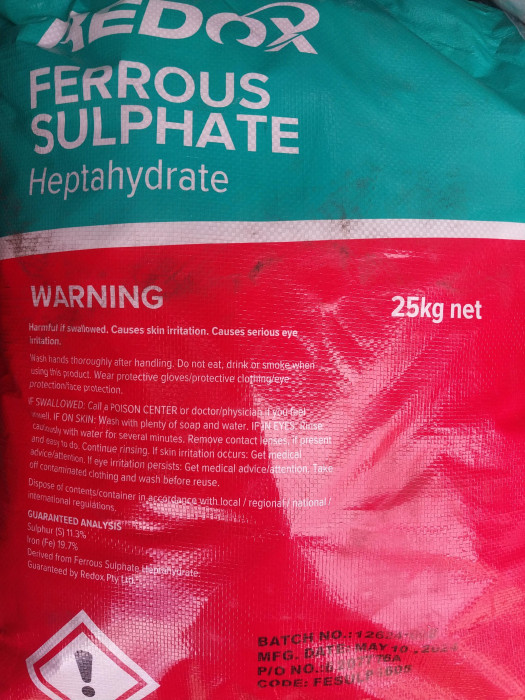 REDOX
FERROUS
SULPHATE
Heptahydrate
WARNING
25kg net
Harmful if swallowed. Causes skin irritation. Causes serious eye
irritation.
Wash hands thoroughly after handling. Do not eat, drink or smoke when
using this product. Wear protective gloves/protective clothing/eye
protection/face protection.
IF SWALLOWED: Call a POISON CENTER or doctor/physician if you feel
unwell. IF ON SKIN: Wash with plenty of soap and water. IF IN EYES: Rinse
cautiously with water for several minutes. Remove contact lenses, if present
and easy to do. Continue rinsing. If skin irritation occurs: Get medical
advice/attention. If eye irritation persists: Get medical advice/attention. Take
off contaminated clothing and wash before reuse.
Dispose of contents/container in accordance with local / regional / national /
international regulations.
GUARANTEED ANALYSIS
Sulphur (S) 11.3%
Iron (Fe) 19.7%
Derived from Ferrous Sulphate Heptahydrate.
Guaranteed by Redox Pty Ltd.
BATCH NO.:
MFG. DATE: MAY 10
P/O NO.:
CODE: